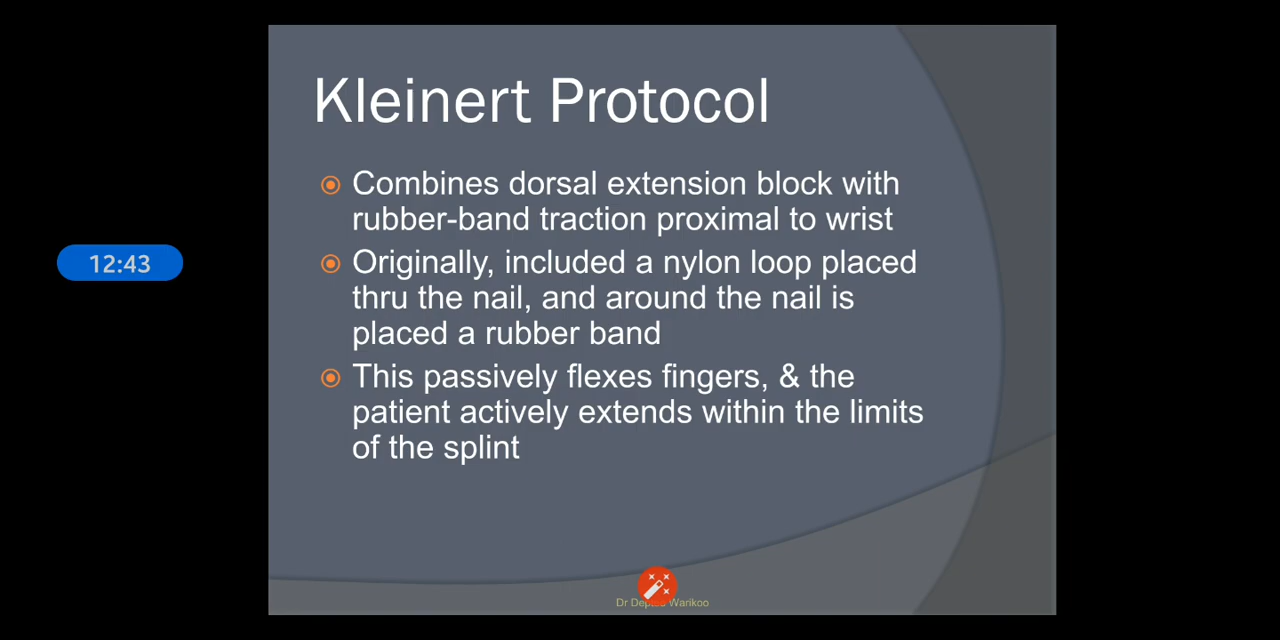 Kleinert Protocol
Combines dorsal extension block with
rubber-band traction proximal to wrist
12:43
Originally, included a nylon loop placed
thru the nail, and around the nail is
placed a rubber band
This passively flexes fingers, & the
patient actively extends within the limits
of the splint
Dr Warikoo